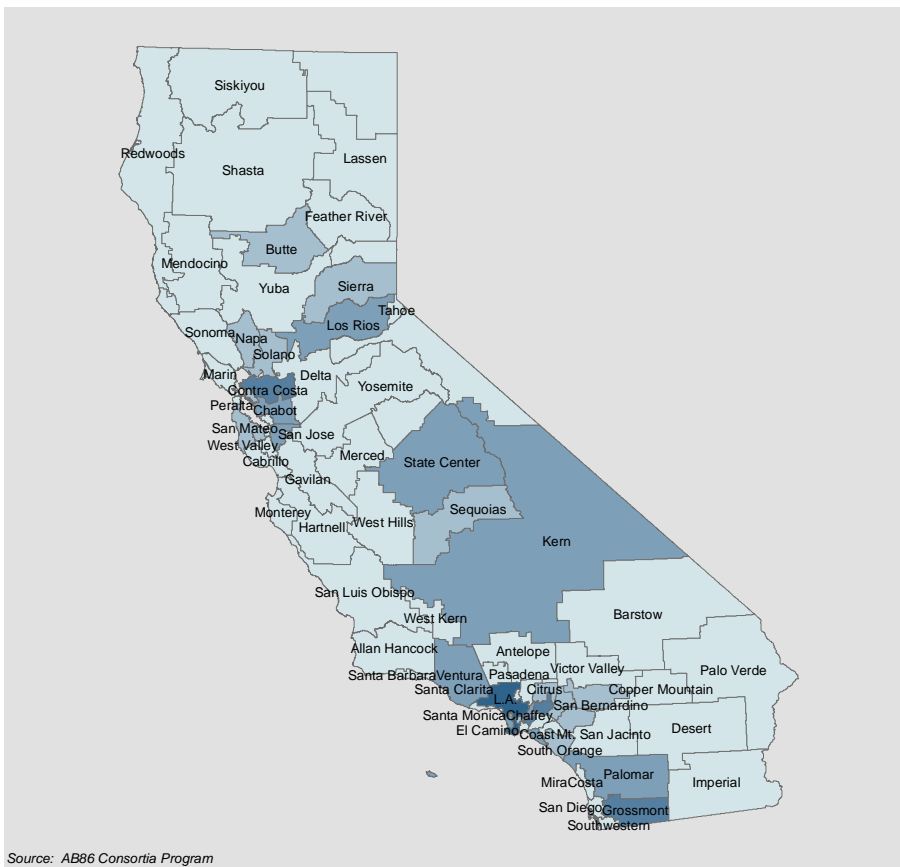 Siskiyou
Redwoods
Lassen
Shasta
Feather River
Butte
Mendocino
Yuba
Sierra
Tahoe
Los Rios
Sonoma
Napa
Solano
Marin
Delta
Yosemite
Contra Costa
Peralta
Chabot
San Mateo
San Jose
West Valley
Merced
Cabrillo
State Center
Gavilan
Monterey
Sequoias
West Hills
Hartnell
Kern
San Luis Obispo
Barstow
West Kern
Allan Hancock
Antelope
Victor Valley
Palo Verde
Santa Barbara
Ventura
Pasadena
Santa Clarita
Citrus
Copper Mountain
L.A.
San Bernardino
Santa Monica
Chaffey
El Camino
Coast
Mt. San Jacinto
Desert
South Orange
Palomar
MiraCosta
Imperial
San Diego
Grossmont
Southwestern
Source: AB86 Consortia Program